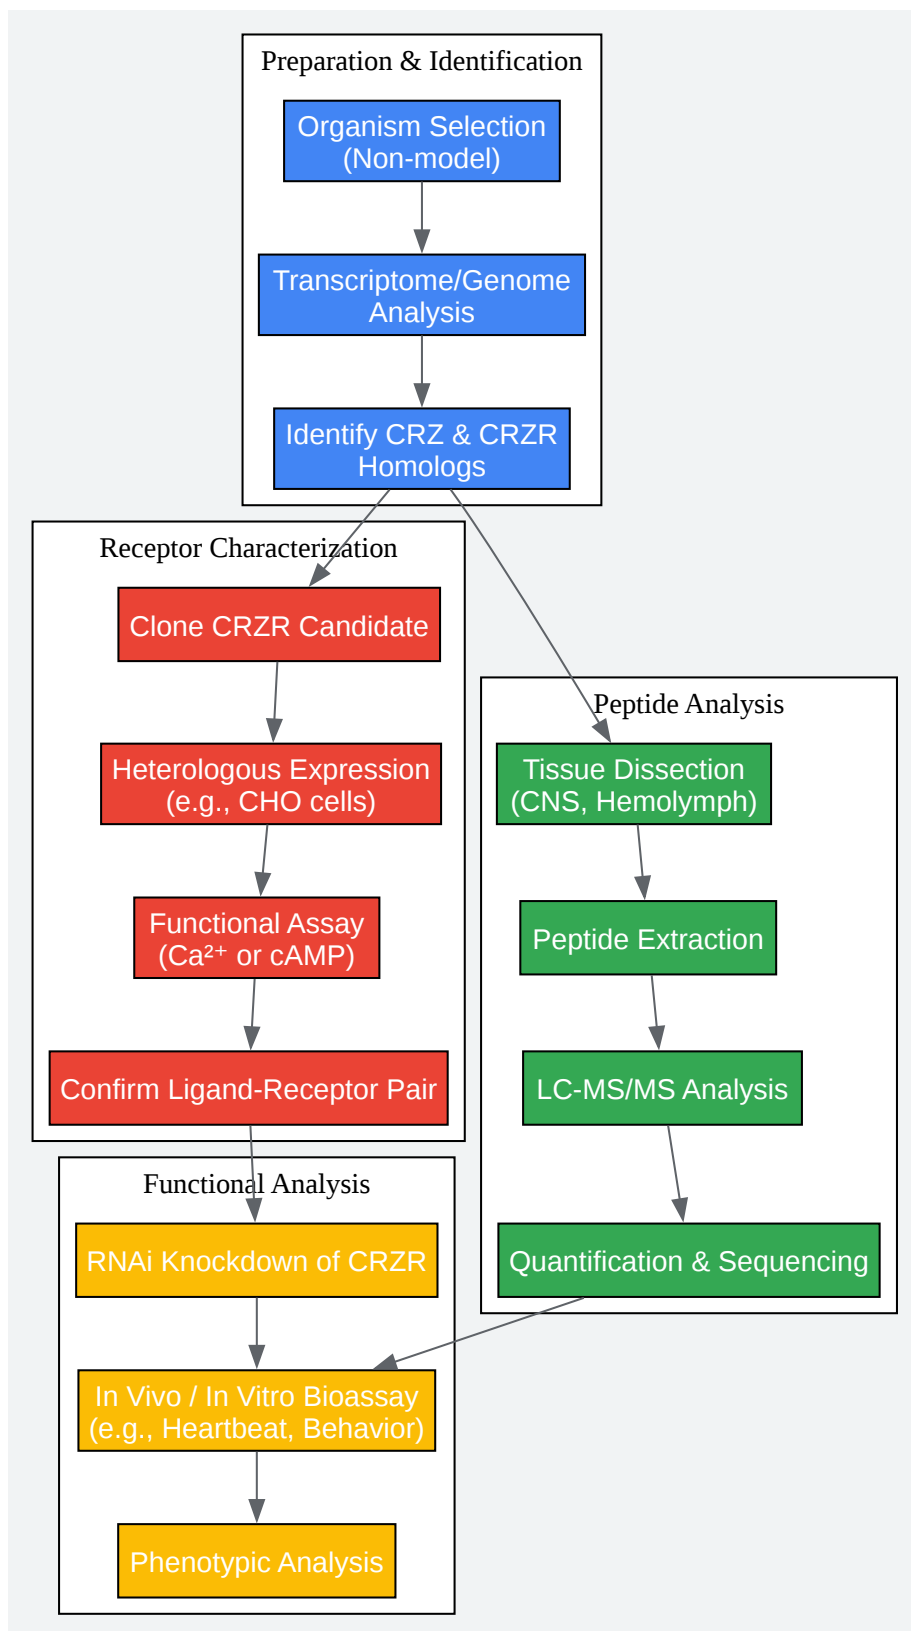 Preparation & Identification
Organism Selection
(Non-model)
Transcriptome/Genome
Analysis
Identify CRZ & CRZR
Homologs
Receptor Characterization
Clone CRZR Candidate
Heterologous Expression
(e.g., CHO cells)
Functional Assay
(Ca²⁺ or cAMP)
Confirm Ligand-Receptor Pair
Peptide Analysis
Tissue Dissection
(CNS, Hemolymph)
Peptide Extraction
LC-MS/MS Analysis
Quantification & Sequencing
Functional Analysis
RNAi Knockdown of CRZR
In Vivo / In Vitro Bioassay
(e.g., Heartbeat, Behavior)
Phenotypic Analysis